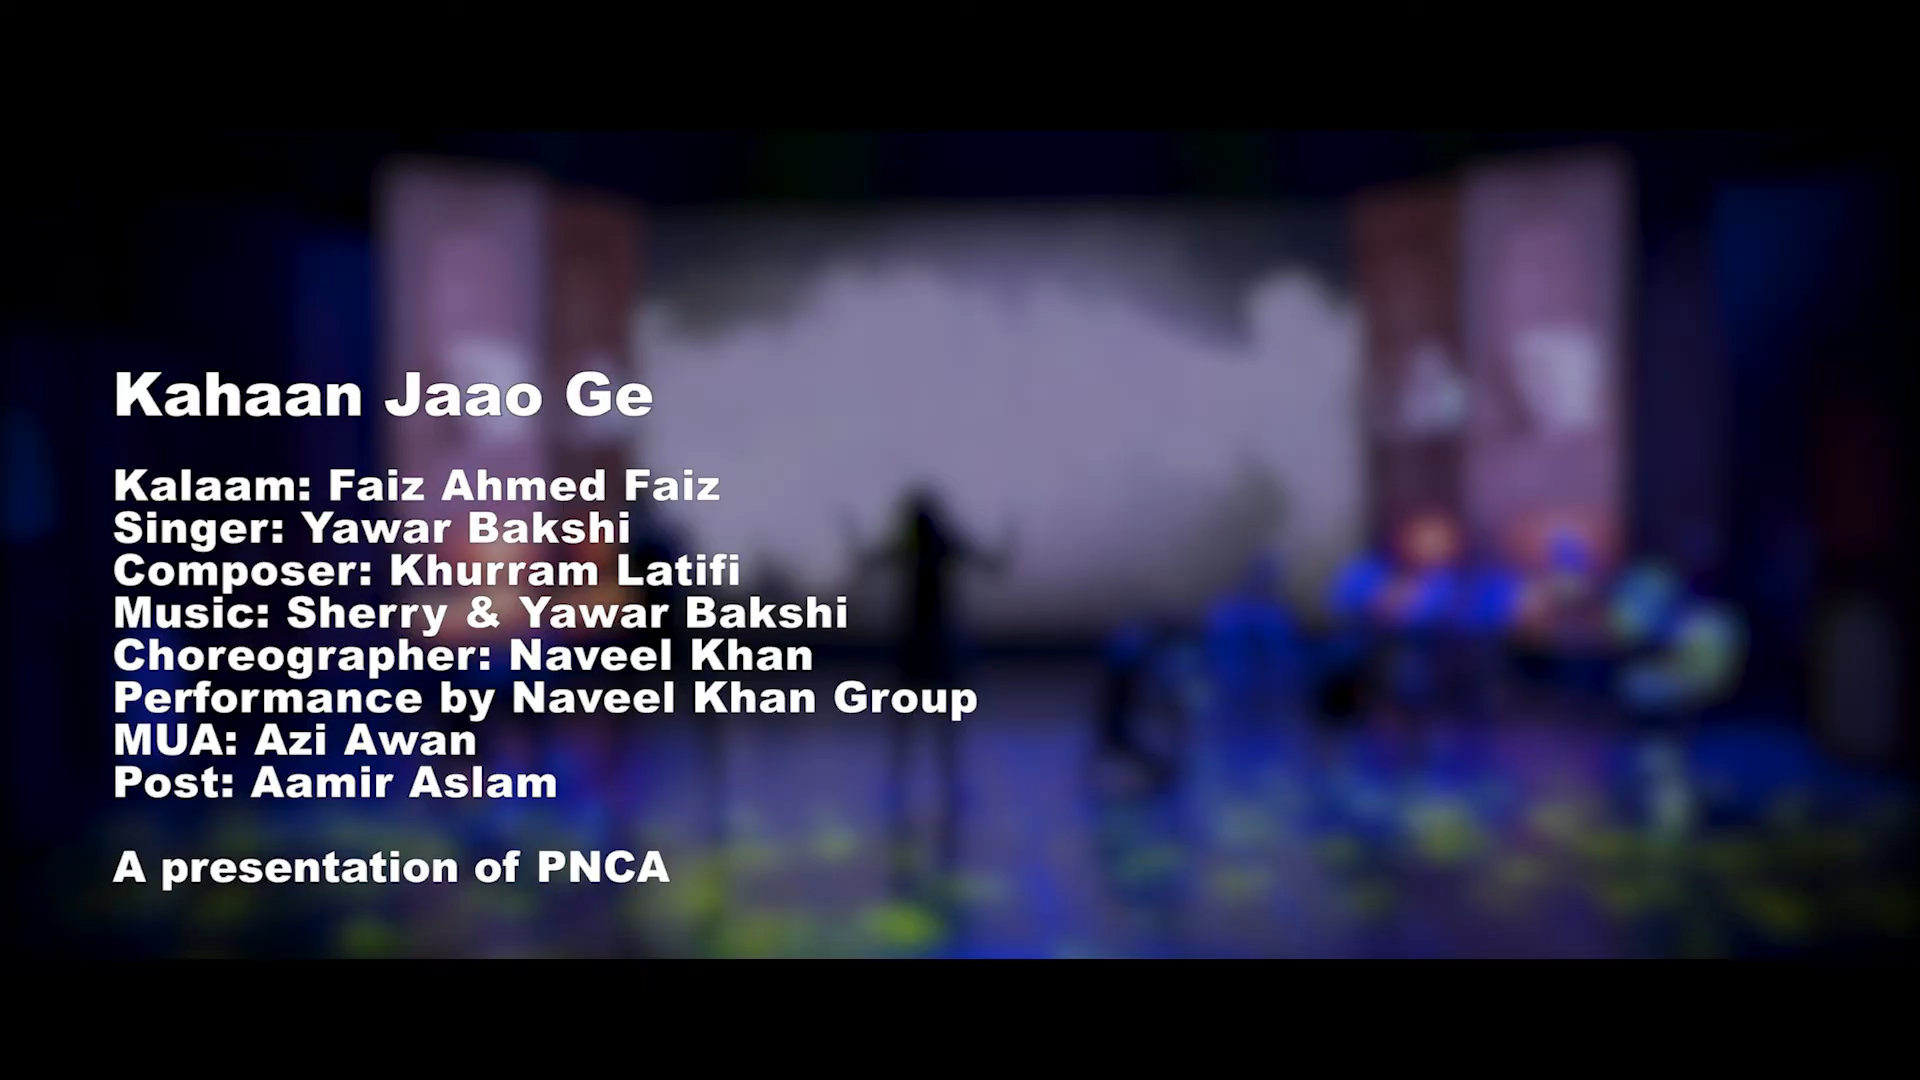 Kahaan Jaao Ge
Kalaam: Faiz Ahmed Faiz
Singer: Yawar Bakshi
Composer: Khurram Latifi
Music: Sherry & Yawar Bakshi
Choreographer: Naveel Khan
Performance by Naveel Khan Group
MUA: Azi Awan
Post: Aamir Aslam
A presentation of PNCA